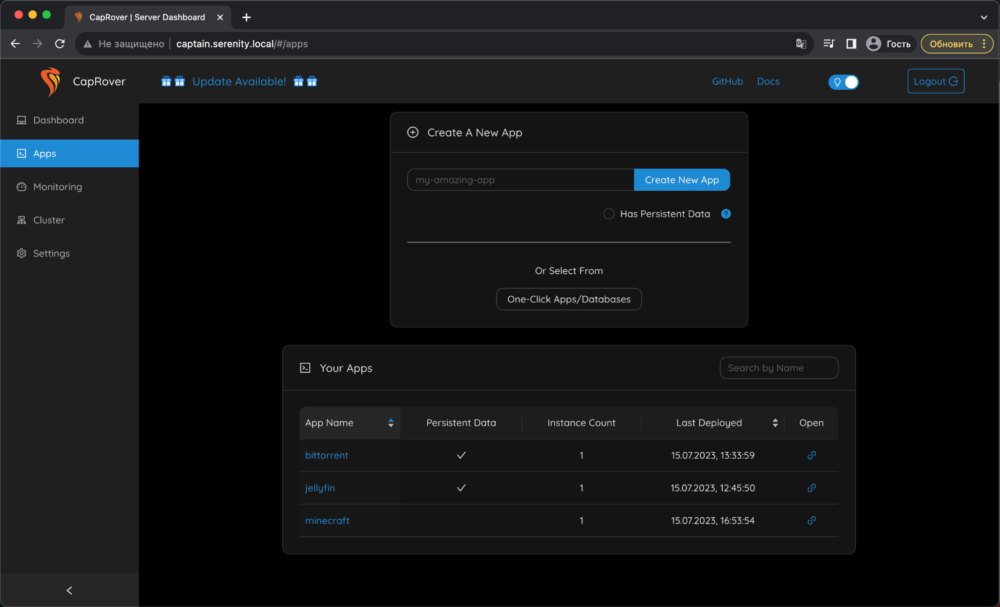 CapRover | Server Dashboard
Не защищено
captain.serenity.local/#/apps
Гость
Обновить
CapRover
Update Available!
GitHub
Docs
Logout
Dashboard
Apps
Monitoring
Cluster
Settings
Create A New App
my-amazing-app
Create New App
Has Persistent Data
?
Or Select From
One-Click Apps/Databases
Your Apps
Search by Name
App Name Persistent Data Instance Count Last Deployed Open
bittorrent 1 15.07.2023, 13:33:59
jellyfin 1 15.07.2023, 12:45:50
minecraft 1 15.07.2023, 16:53:54